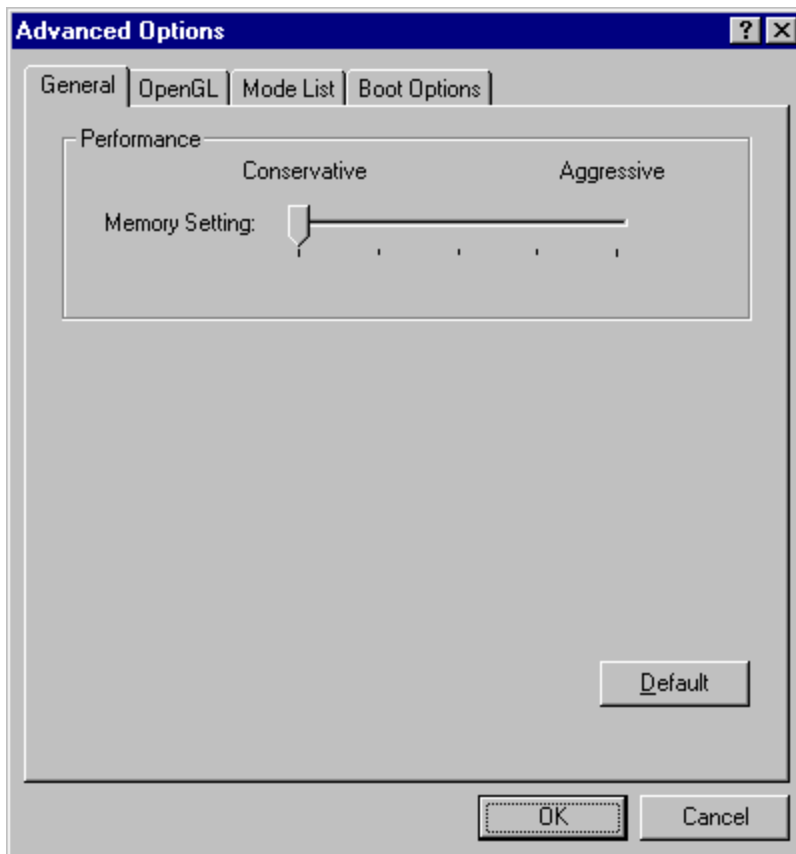 Advanced Options
General OpenGL Mode List Boot Options
Performance
Conservative Aggressive
Memory Setting:
Default
OK Cancel